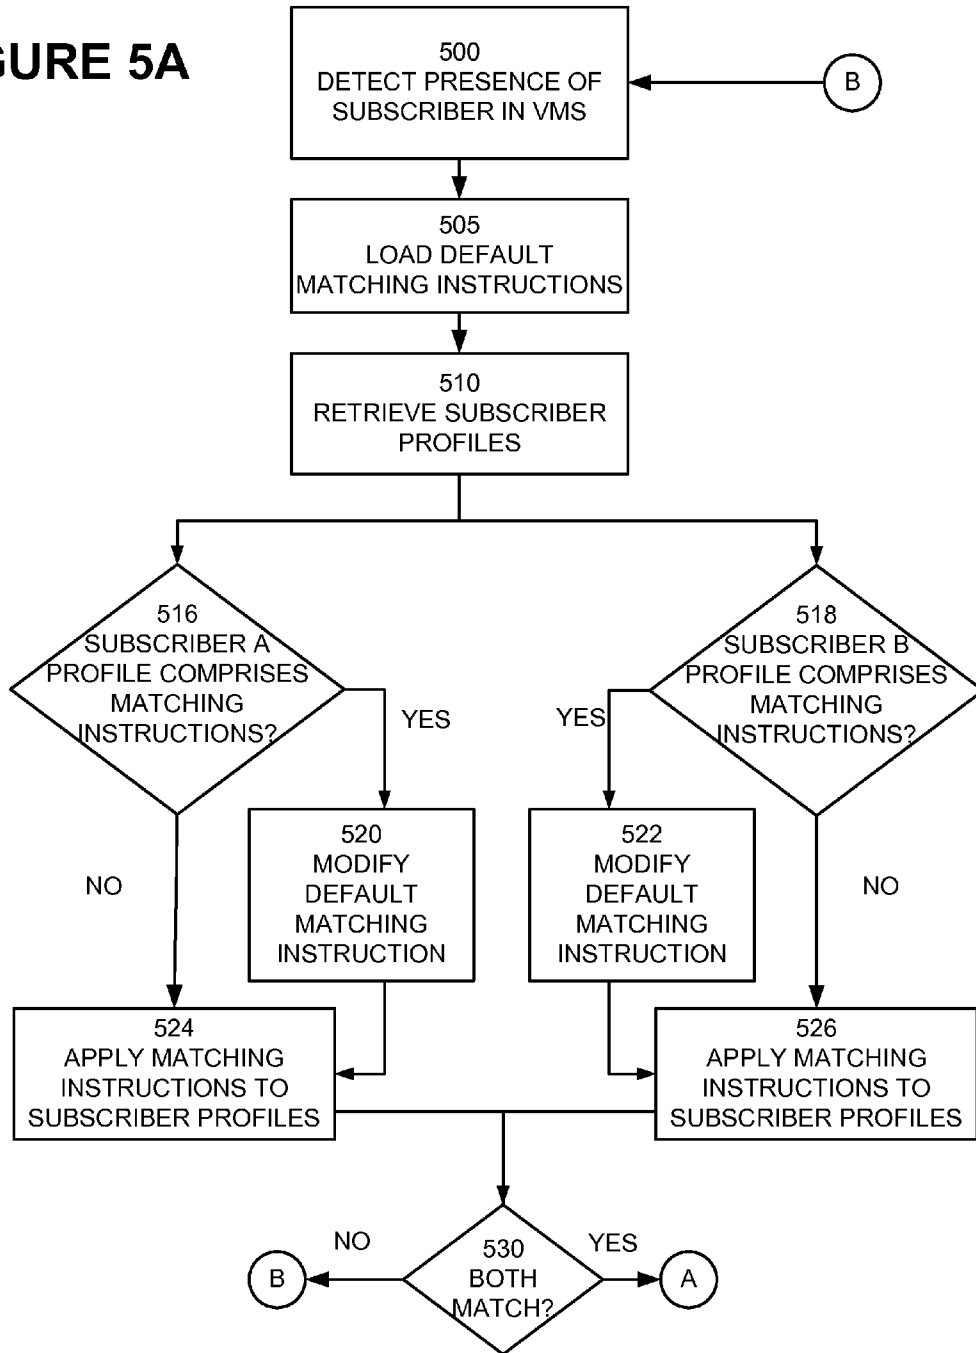 GURE 5A
500
DETECT PRESENCE OF
SUBSCRIBER IN VMS
B
505
LOAD DEFAULT
MATCHING INSTRUCTIONS
510
RETRIEVE SUBSCRIBER
PROFILES
516
SUBSCRIBER A
PROFILE COMPRISES
MATCHING
INSTRUCTIONS?
518
SUBSCRIBER B
PROFILE COMPRISES
MATCHING
INSTRUCTIONS?
YES
YES
520
MODIFY
DEFAULT
MATCHING
INSTRUCTION
522
MODIFY
DEFAULT
MATCHING
INSTRUCTION
NO
NO
524
APPLY MATCHING
INSTRUCTIONS TO
SUBSCRIBER PROFILES
526
APPLY MATCHING
INSTRUCTIONS TO
SUBSCRIBER PROFILES
530
BOTH
MATCH?
NO
YES
B
A